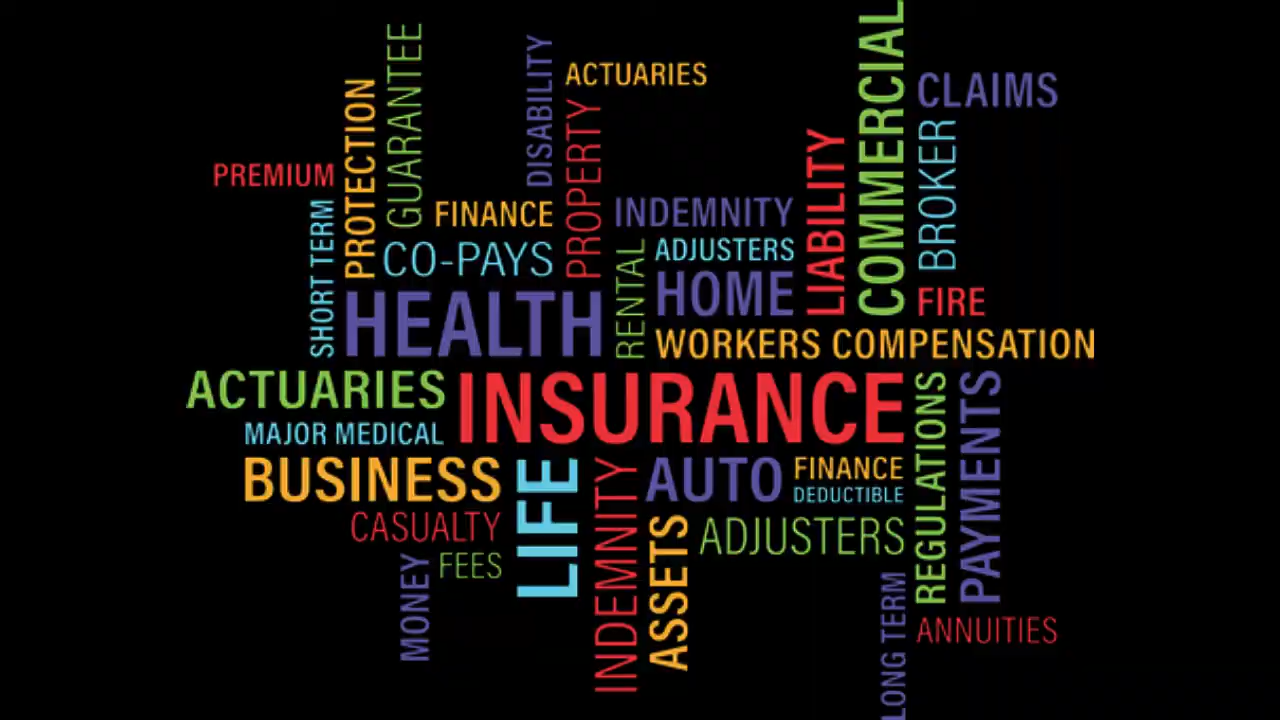 GUARANTEE
DISABILITY
ACTUARIES
COMMERCIAL
CLAIMS
PROTECTION
PROPERTY
LIABILITY
BROKER
PREMIUM
SHORT TERM
FINANCE
INDEMNITY
CO-PAYS
RENTAL
ADJUSTERS
HOME
FIRE
HEALTH
WORKERS COMPENSATION
ACTUARIES
INSURANCE
REGULATIONS
PAYMENTS
MAJOR MEDICAL
BUSINESS
LIFE
INDEMNITY
AUTO
FINANCE
DEDUCTIBLE
CASUALTY
ASSETS
ADJUSTERS
MONEY
FEES
LONG TERM
ANNUITIES